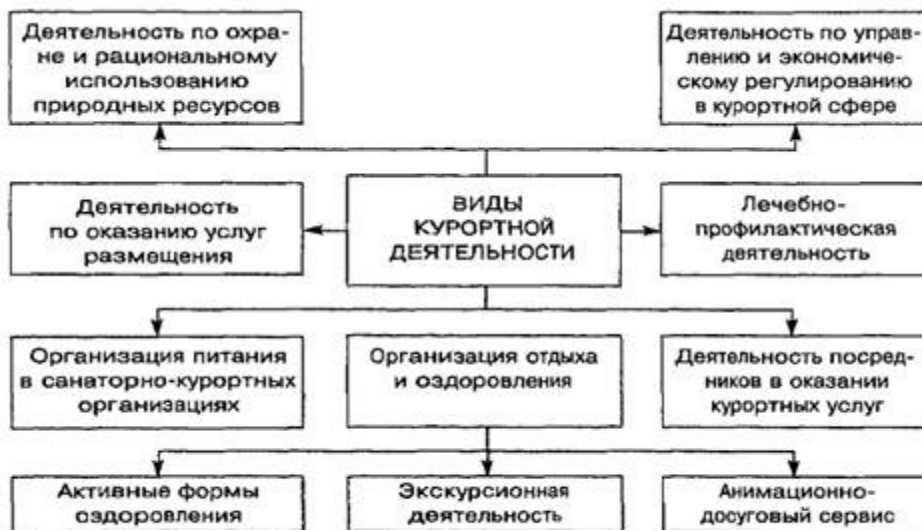 Деятельность по охра-
не и рациональному
использованию
природных ресурсов
Деятельность по управ-
лению и экономиче-
скому регулированию
в курортной сфере
Деятельность
по оказанию услуг
размещения
ВИДЫ
КУРОРТНОЙ
ДЕЯТЕЛЬНОСТИ
Лечебно-
профилактическая
деятельность
Организация питания
в санаторно-курортных
организациях
Организация отдыха
и оздоровления
Деятельность посред-
ников в оказании
курортных услуг
Активные формы
оздоровления
Экскурсионная
деятельность
Анимационно-
досуговый сервис